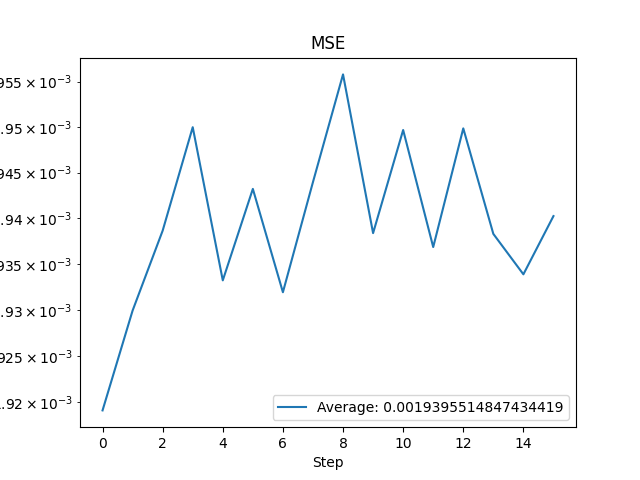 MSE
955 × 10⁻³
.95 × 10⁻³
945 × 10⁻³
.94 × 10⁻³
935 × 10⁻³
.93 × 10⁻³
925 × 10⁻³
.92 × 10⁻³
Average: 0.0019395514847434419
0 2 4 6 8 10 12 14
Step